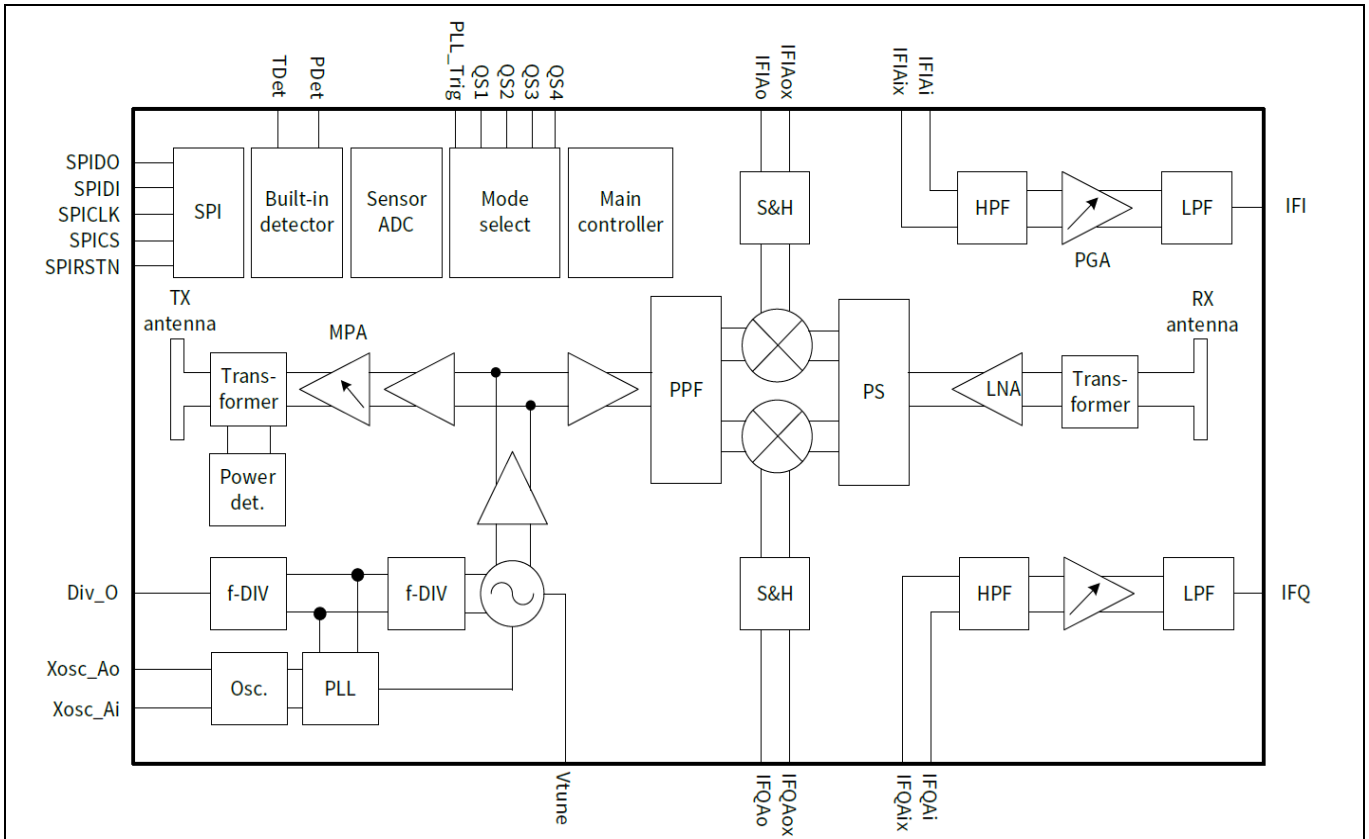 TDet
PDet
PLL_Trig
QS1
QS2
QS3
QS4
IFIAo
IFIAox
IFIAix
IFIAi
SPIDO
SPIDI
SPICLK
SPICS
SPIRSTN
SPI
Built-in
detector
Sensor
ADC
Mode
select
Main
controller
S&H
HPF
PGA
LPF
IFI
TX
antenna
Trans-
former
MPA
PPF
PS
LNA
Trans-
former
RX
antenna
Power
det.
Div_O
f-DIV
f-DIV
S&H
HPF
LPF
IFQ
Xosc_Ao
Xosc_Ai
Osc.
PLL
Vtune
IFQAo
IFQAox
IFQAix
IFQAi